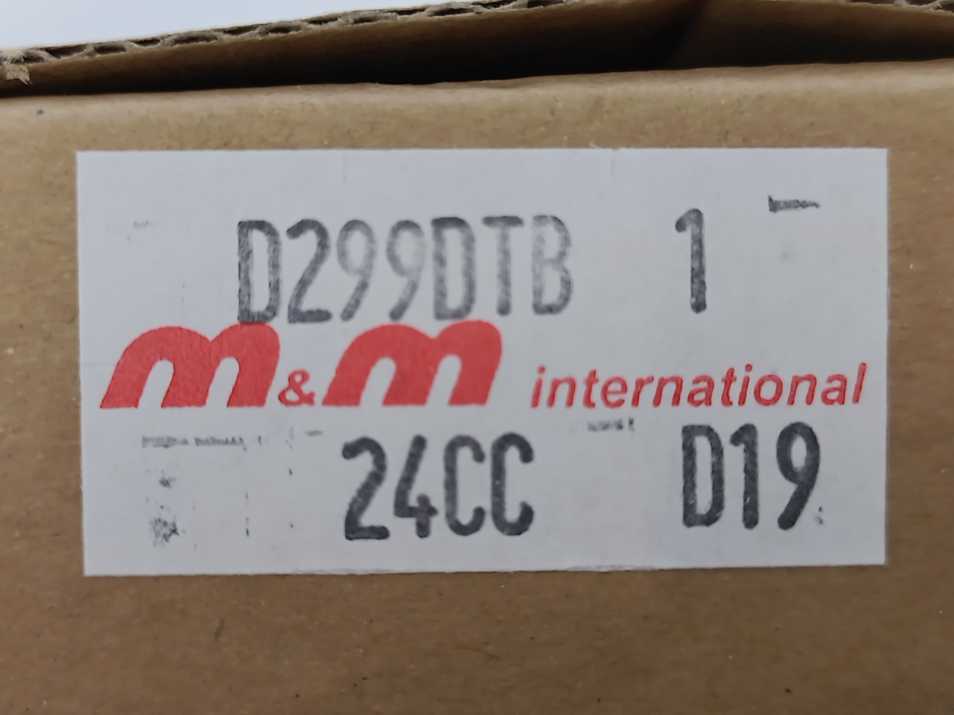 D299DTB 1
m&m international
24CC D19